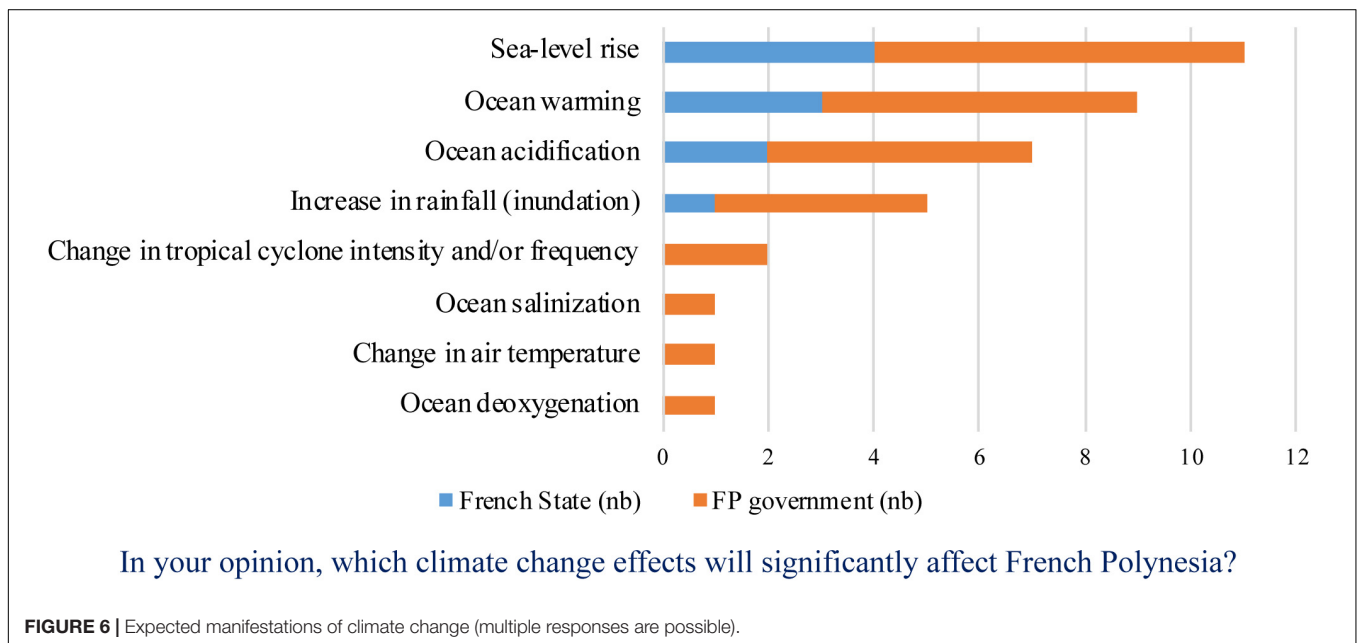 Sea-level rise
Ocean warming
Ocean acidification
Increase in rainfall (inundation)
Change in tropical cyclone intensity and/or frequency
Ocean salinization
Change in air temperature
Ocean deoxygenation
0 2 4 6 8 10 12
French State (nb) FP government (nb)
In your opinion, which climate change effects will significantly affect French Polynesia?
FIGURE 6 | Expected manifestations of climate change (multiple responses are possible).